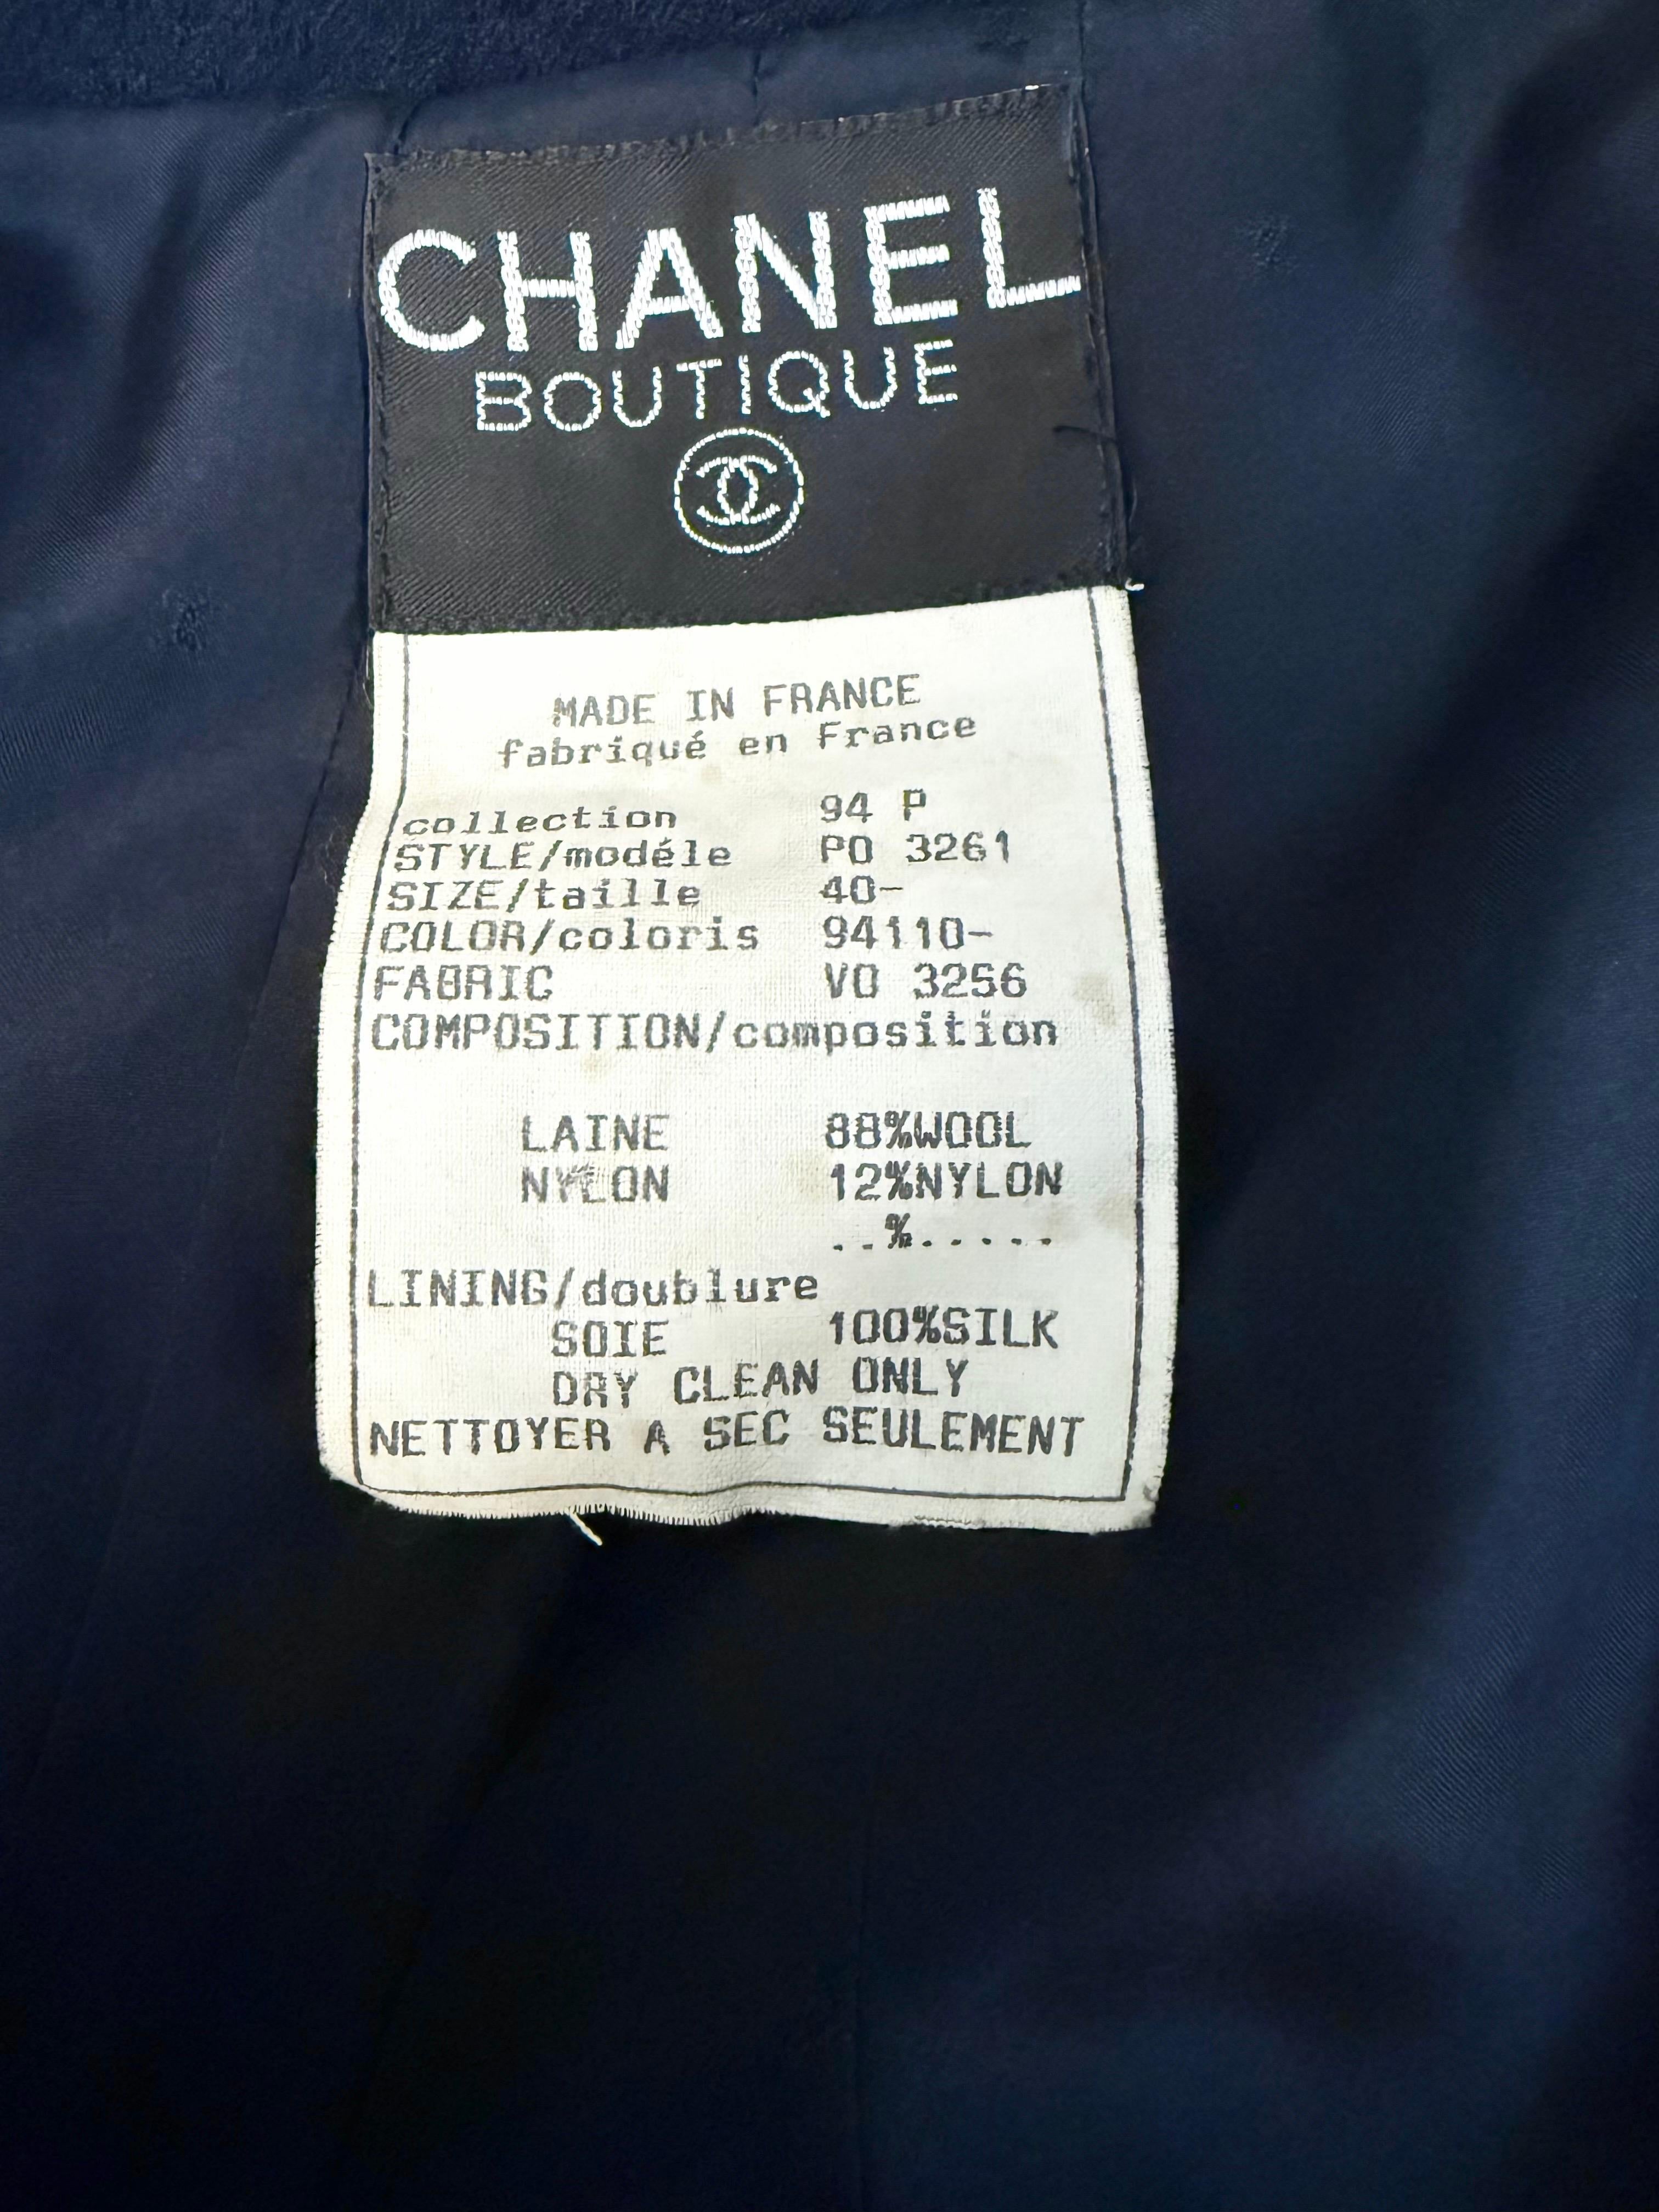 CHANEL
BOUTIQUE
MADE IN FRANCE
fabriqué en France
collection 94 P
STYLE/modéle PO 3261
SIZE/taille 40-
COLOR/coloris 94110-
FABRIC VO 3256
COMPOSITION/composition
LAINE 88%WOOL
NYLON 12%NYLON
..%.....
LINING/doublure
SOIE 100%SILK
DRY CLEAN ONLY
NETTOYER A SEC SEULEMENT